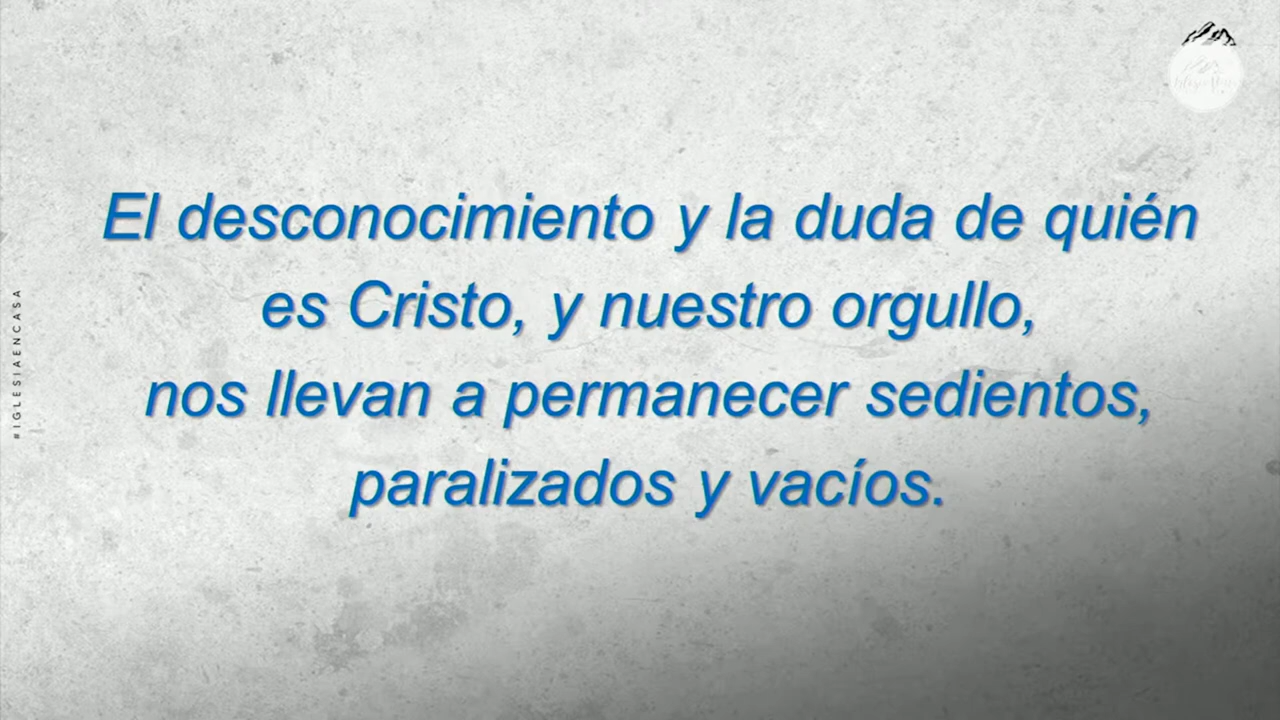 El desconocimiento y la duda de quién
es Cristo, y nuestro orgullo,
nos llevan a permanecer sedientos,
paralizados y vacíos.
#IGLESIAENCASA